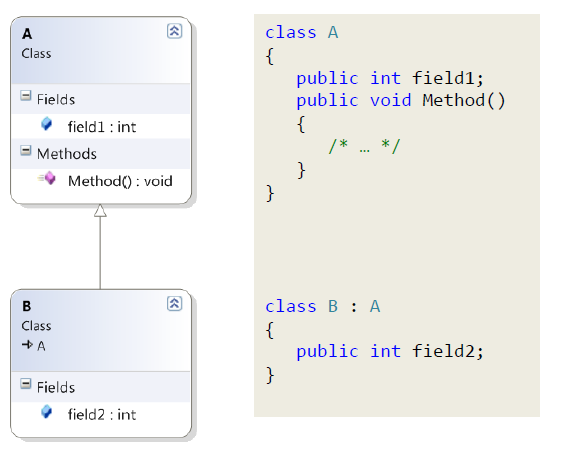 A
Class
Fields
field1 : int
Methods
Method() : void
B
Class
A
Fields
field2 : int
class A
{
public int field1;
public void Method()
{
/* … */
}
}
class B : A
{
public int field2;
}